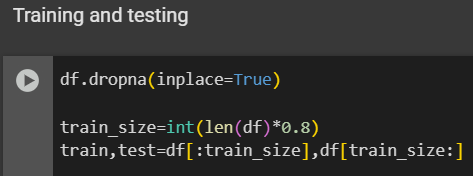 Training and testing
df.dropna(inplace=True)
train_size=int(len(df)*0.8)
train,test=df[:train_size],df[train_size:]